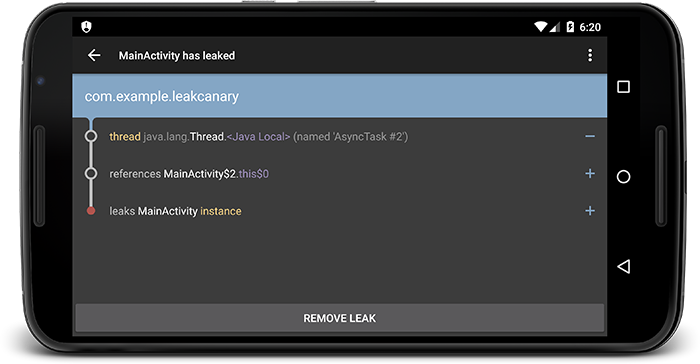 6:20
MainActivity has leaked
com.example.leakcanary
thread java.lang.Thread.<Java Local> (named 'AsyncTask #2')
references MainActivity$2.this$0
leaks MainActivity instance
REMOVE LEAK